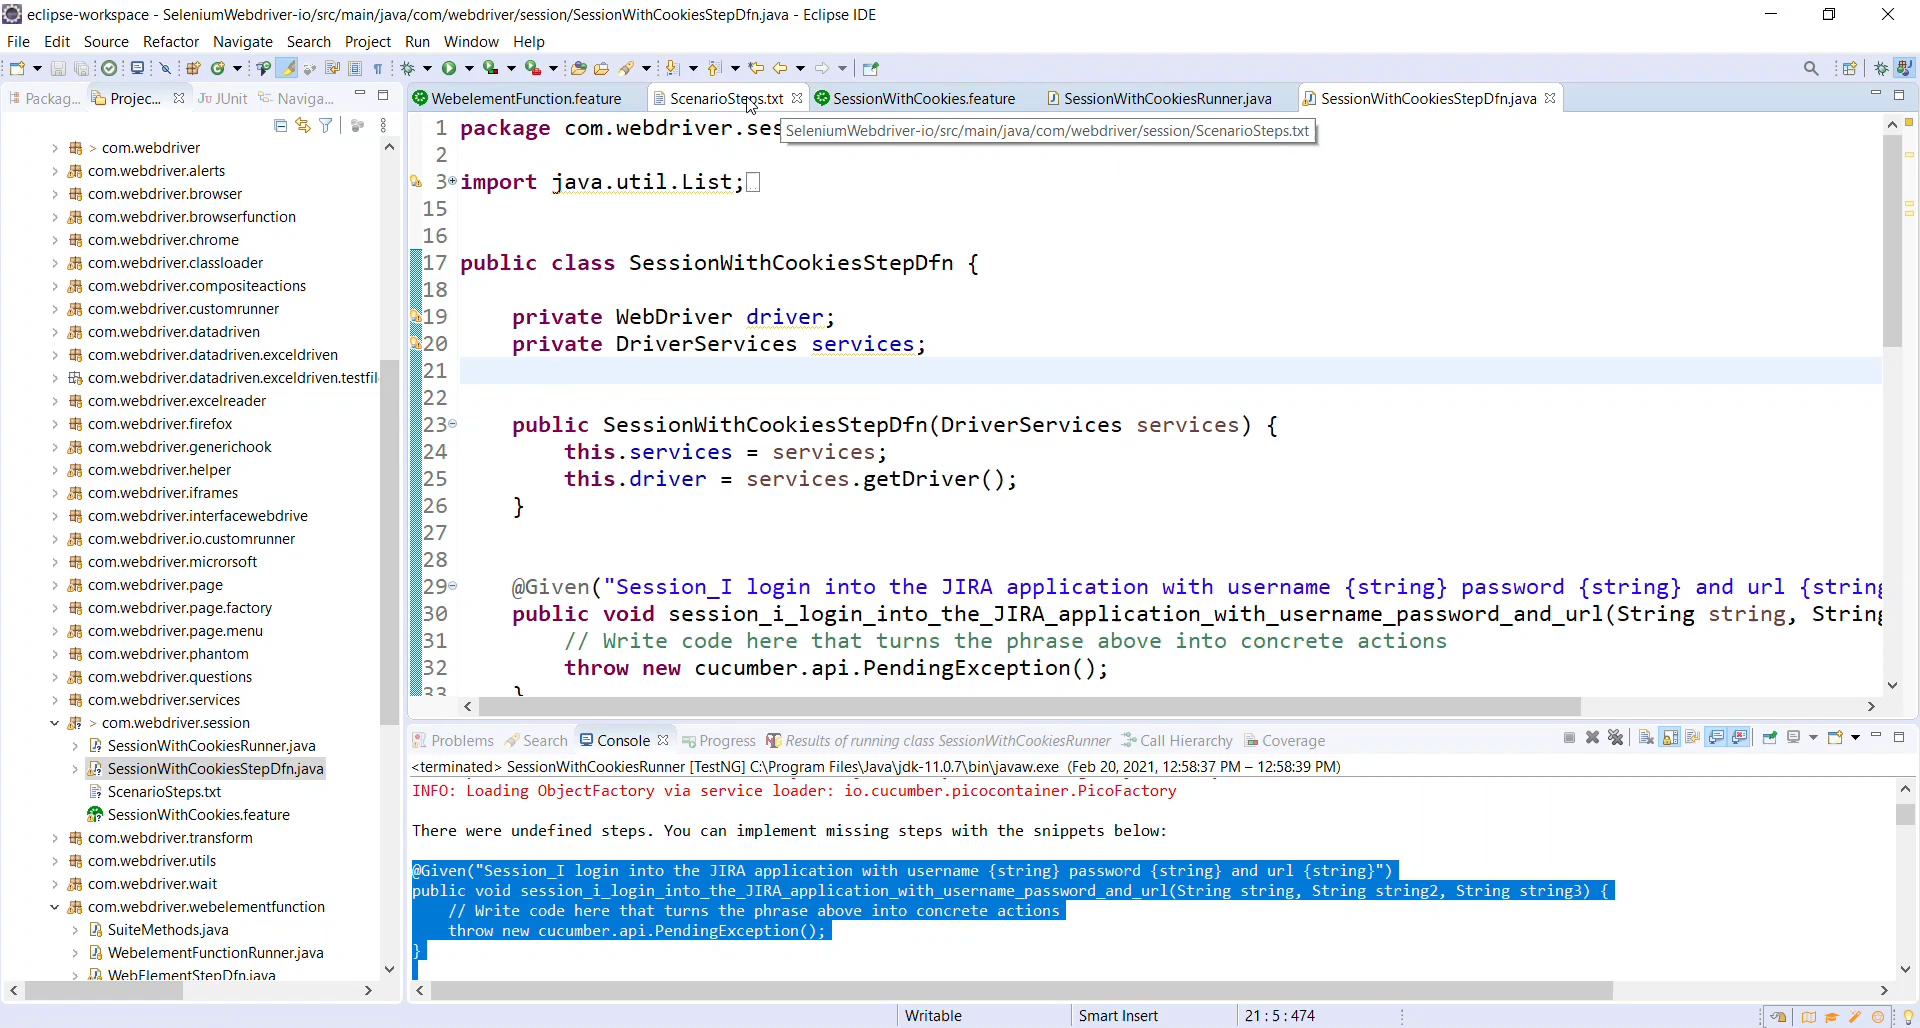 eclipse-workspace - SeleniumWebdriver-io/src/main/java/com/webdriver/session/SessionWithCookiesStepDfn.java - Eclipse IDE
File Edit Source Refactor Navigate Search Project Run Window Help
Packag... Projec... JUnit Naviga...
WebelementFunction.feature ScenarioSteps.txt SessionWithCookies.feature SessionWithCookiesRunner.java SessionWithCookiesStepDfn.java
SeleniumWebdriver-io/src/main/java/com/webdriver/session/ScenarioSteps.txt
> com.webdriver
com.webdriver.alerts
com.webdriver.browser
com.webdriver.browserfunction
com.webdriver.chrome
com.webdriver.classloader
com.webdriver.compositeactions
com.webdriver.customrunner
com.webdriver.datadriven
com.webdriver.datadriven.exceldriven
com.webdriver.datadriven.exceldriven.testfil
com.webdriver.excelreader
com.webdriver.firefox
com.webdriver.generichook
com.webdriver.helper
com.webdriver.iframes
com.webdriver.interfacewebdrive
com.webdriver.io.customrunner
com.webdriver.microrsoft
com.webdriver.page
com.webdriver.page.factory
com.webdriver.page.menu
com.webdriver.phantom
com.webdriver.questions
com.webdriver.services
> com.webdriver.session
SessionWithCookiesRunner.java
SessionWithCookiesStepDfn.java
ScenarioSteps.txt
SessionWithCookies.feature
com.webdriver.transform
com.webdriver.utils
com.webdriver.wait
com.webdriver.webelementfunction
SuiteMethods.java
WebelementFunctionRunner.java
WebElementStepDfn.java
1 package com.webdriver.ses
2
3 import java.util.List;
15
16
17 public class SessionWithCookiesStepDfn {
18
19 private WebDriver driver;
20 private DriverServices services;
21
22
23 public SessionWithCookiesStepDfn(DriverServices services) {
24 this.services = services;
25 this.driver = services.getDriver();
26 }
27
28
29 @Given("Session_I login into the JIRA application with username {string} password {string} and url {string
30 public void session_i_login_into_the_JIRA_application_with_username_password_and_url(String string, String
31 // Write code here that turns the phrase above into concrete actions
32 throw new cucumber.api.PendingException();
33 }
Problems Search Console Progress Results of running class SessionWithCookiesRunner Call Hierarchy Coverage
<terminated> SessionWithCookiesRunner [TestNG] C:\Program Files\Java\jdk-11.0.7\bin\javaw.exe (Feb 20, 2021, 12:58:37 PM – 12:58:39 PM)
INFO: Loading ObjectFactory via service loader: io.cucumber.picocontainer.PicoFactory
There were undefined steps. You can implement missing steps with the snippets below:
@Given("Session_I login into the JIRA application with username {string} password {string} and url {string}")
public void session_i_login_into_the_JIRA_application_with_username_password_and_url(String string, String string2, String string3) {
// Write code here that turns the phrase above into concrete actions
throw new cucumber.api.PendingException();
}
Writable Smart Insert 21 : 5 : 474